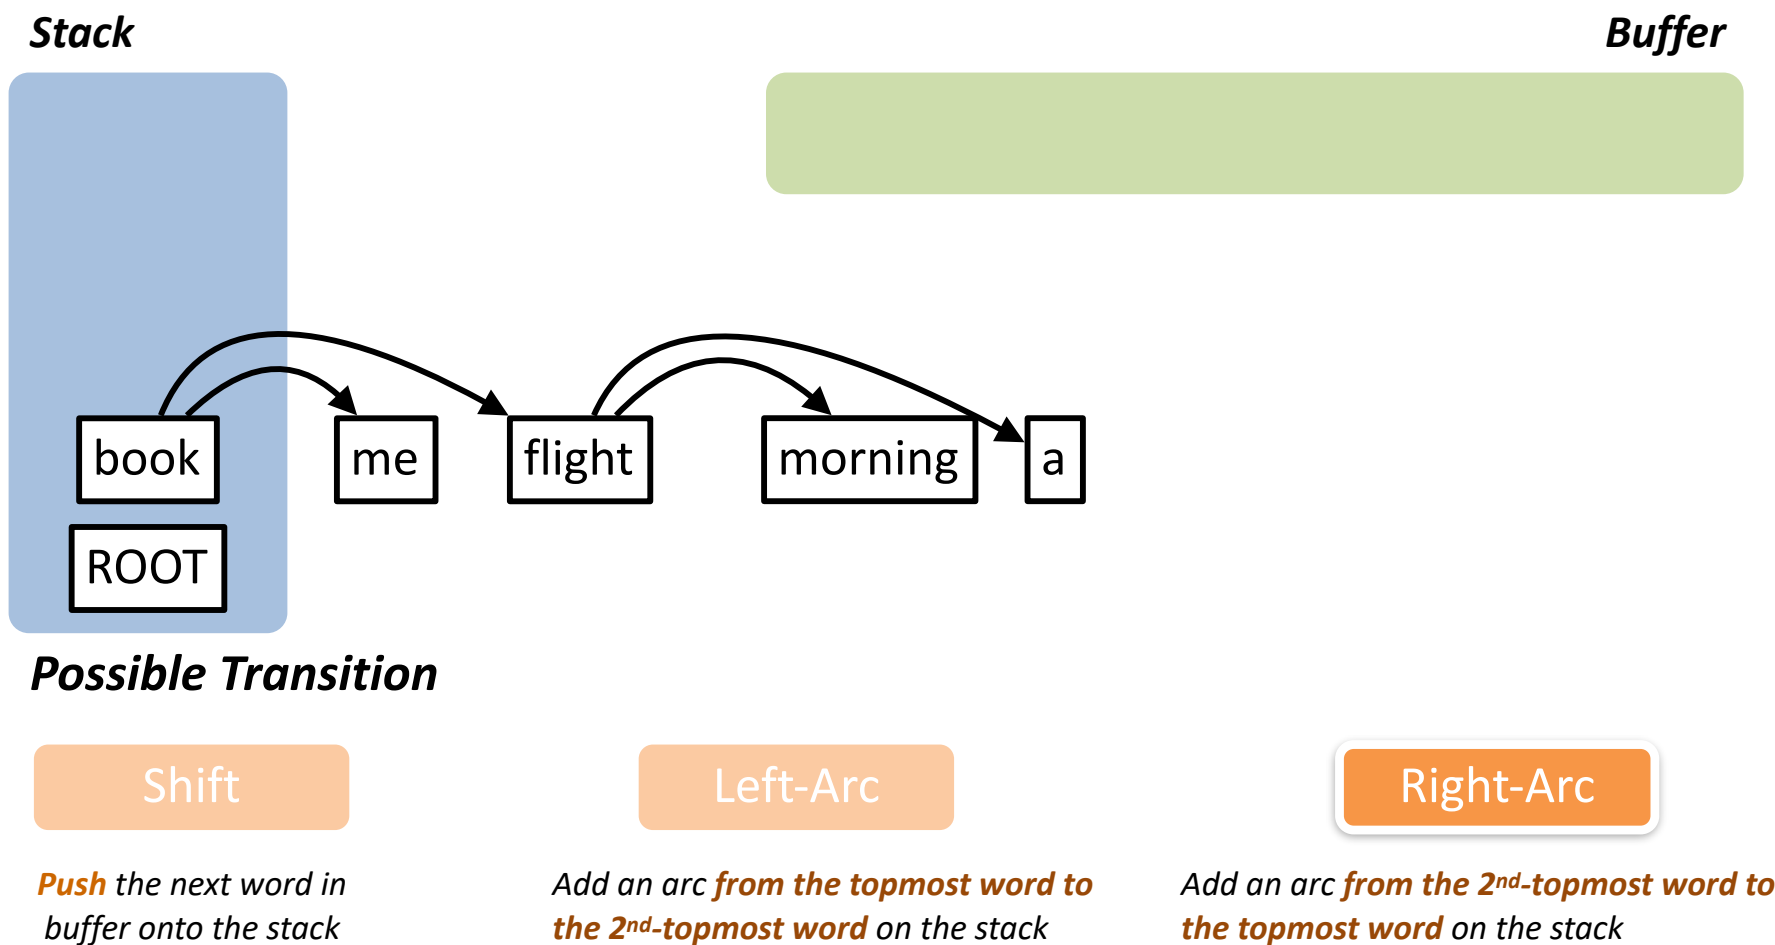 Stack
Buffer
book
me
flight
morning
a
ROOT
Possible Transition
Shift
Left-Arc
Right-Arc
Push the next word in
buffer onto the stack
Add an arc from the topmost word to
the 2nd-topmost word on the stack
Add an arc from the 2nd-topmost word to
the topmost word on the stack